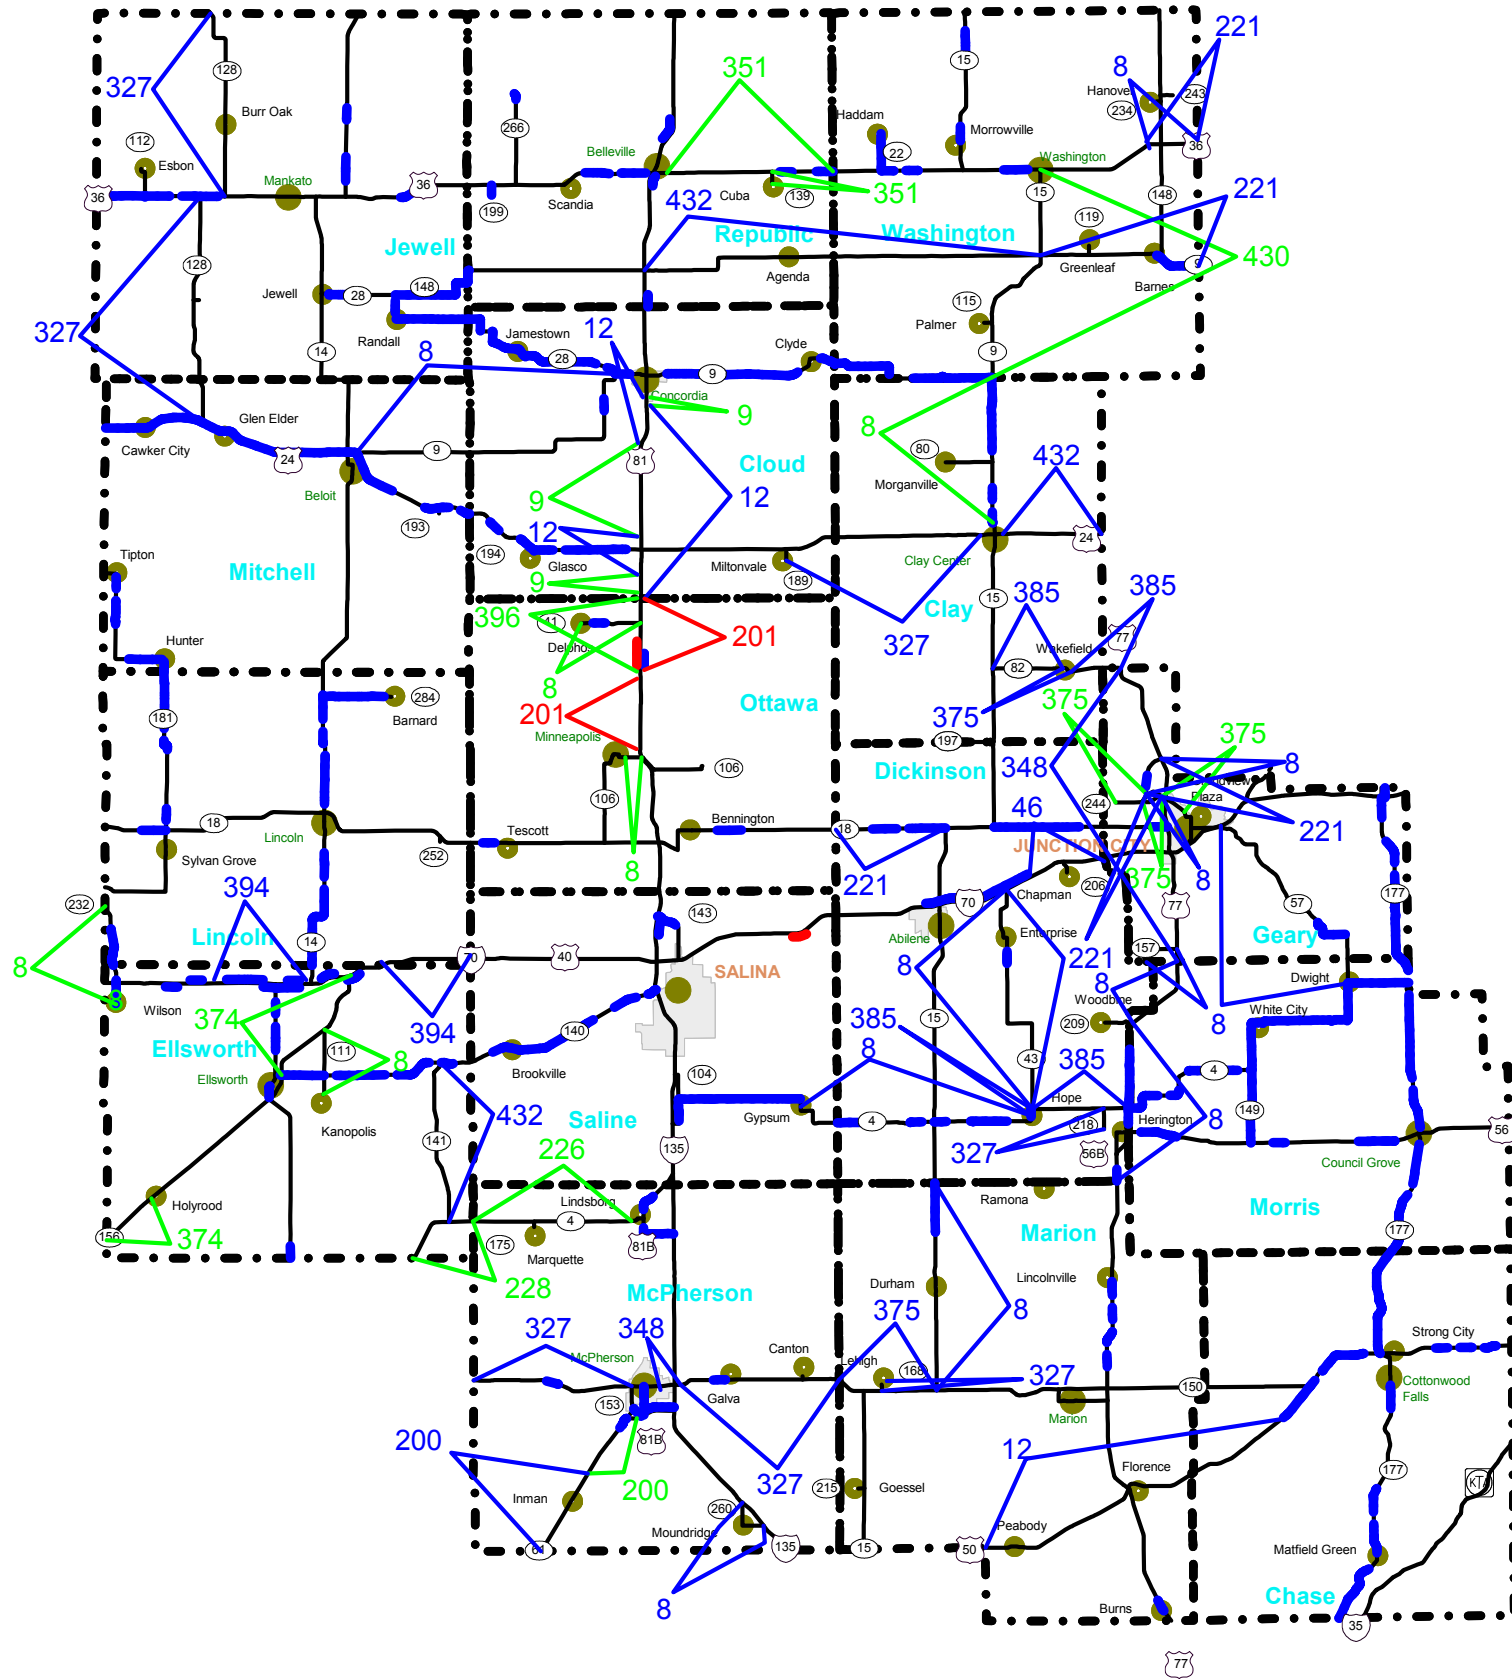 221
8
351
15
128
327
Hanover
243
234
Haddam
Burr Oak
266
Morrowville
112
36
Belleville
22
Washington
Esbon
36
Mankato
36
199
Scandia
Cuba
139
351
15
148
221
432
119
Jewell
Republic
Washington
128
Agenda
Greenleaf
9
430
148
Jewell
28
Barnes
115
Palmer
327
Randall
Jamestown
12
14
8
28
Clyde
9
9
Concordia
9
8
Glen Elder
Cawker City
9
24
81
Cloud
80
432
Beloit
Morganville
9
12
193
12
194
24
Tipton
Glasco
Miltonvale
Clay Center
Mitchell
189
9
15
Clay
385
385
396
41
201
Delphos
327
77
Hunter
Wakefield
82
8
284
Barnard
Ottawa
375
375
181
201
Minneapolis
197
375
106
Dickinson
348
8
106
244
Plaza
46
18
Lincoln
Bennington
18
221
Tescott
JUNCTION CITY
252
Sylvan Grove
8
221
375
8
206
394
Chapman
177
232
70
77
57
143
14
Lincoln
Abilene
Enterprise
Geary
8
70
40
SALINA
8
221
157
Dwight
8
Wilson
8
Woodbine
White City
374
394
385
15
209
8
140
Ellsworth
111
8
8
43
385
Ellsworth
Brookville
4
104
Hope
Kanopolis
432
Saline
Gypsum
4
149
218
Herington
8
141
56
135
327
56B
Council Grove
226
Holyrood
Lindsborg
Ramona
Morris
156
374
4
175
81B
Marion
177
Marquette
228
McPherson
Durham
Lincolnville
375
8
327
348
Strong City
McPherson
Canton
Lehigh
168
327
150
Cottonwood
Falls
153
Galva
Marion
200
81B
12
327
Florence
177
KTA
200
215
Goessel
Inman
260
Moundridge
Peabody
61
135
15
50
Matfield Green
8
Burns
Chase
35
77